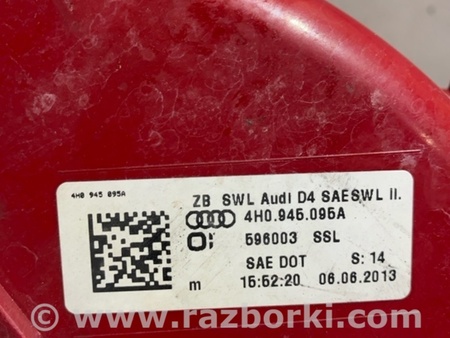 ZB SWL Audi D4 SAESWL II.
4H0 945 095A
4H0.945.095A
596003 SSL
SAE DOT S: 14
m 15:52:20 06.06.2013
www.razborki.com